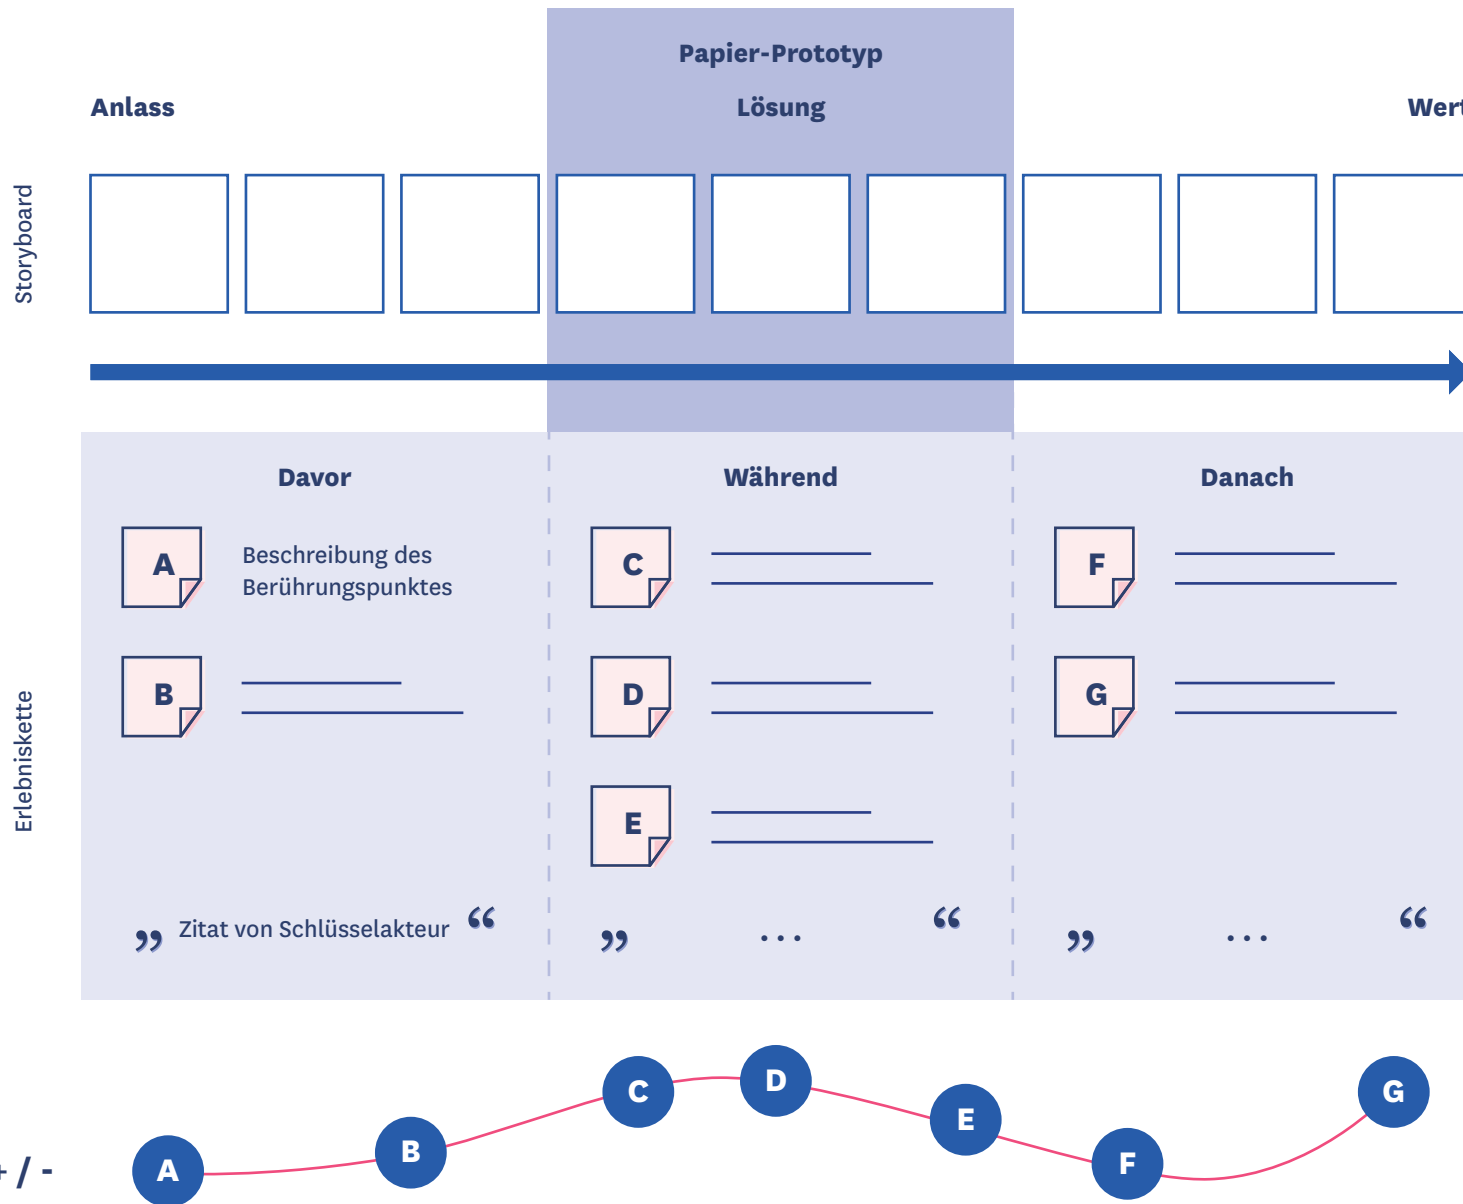 Papier-Prototyp
Anlass
Lösung
Wert
Storyboard
Davor
Während
Danach
A
Beschreibung des
Berührungspunktes
C
F
B
D
G
E
Erlebniskette
„ Zitat von Schlüsselakteur “
„ ... “
„ ... “
A
B
C
D
E
F
G
+ / -